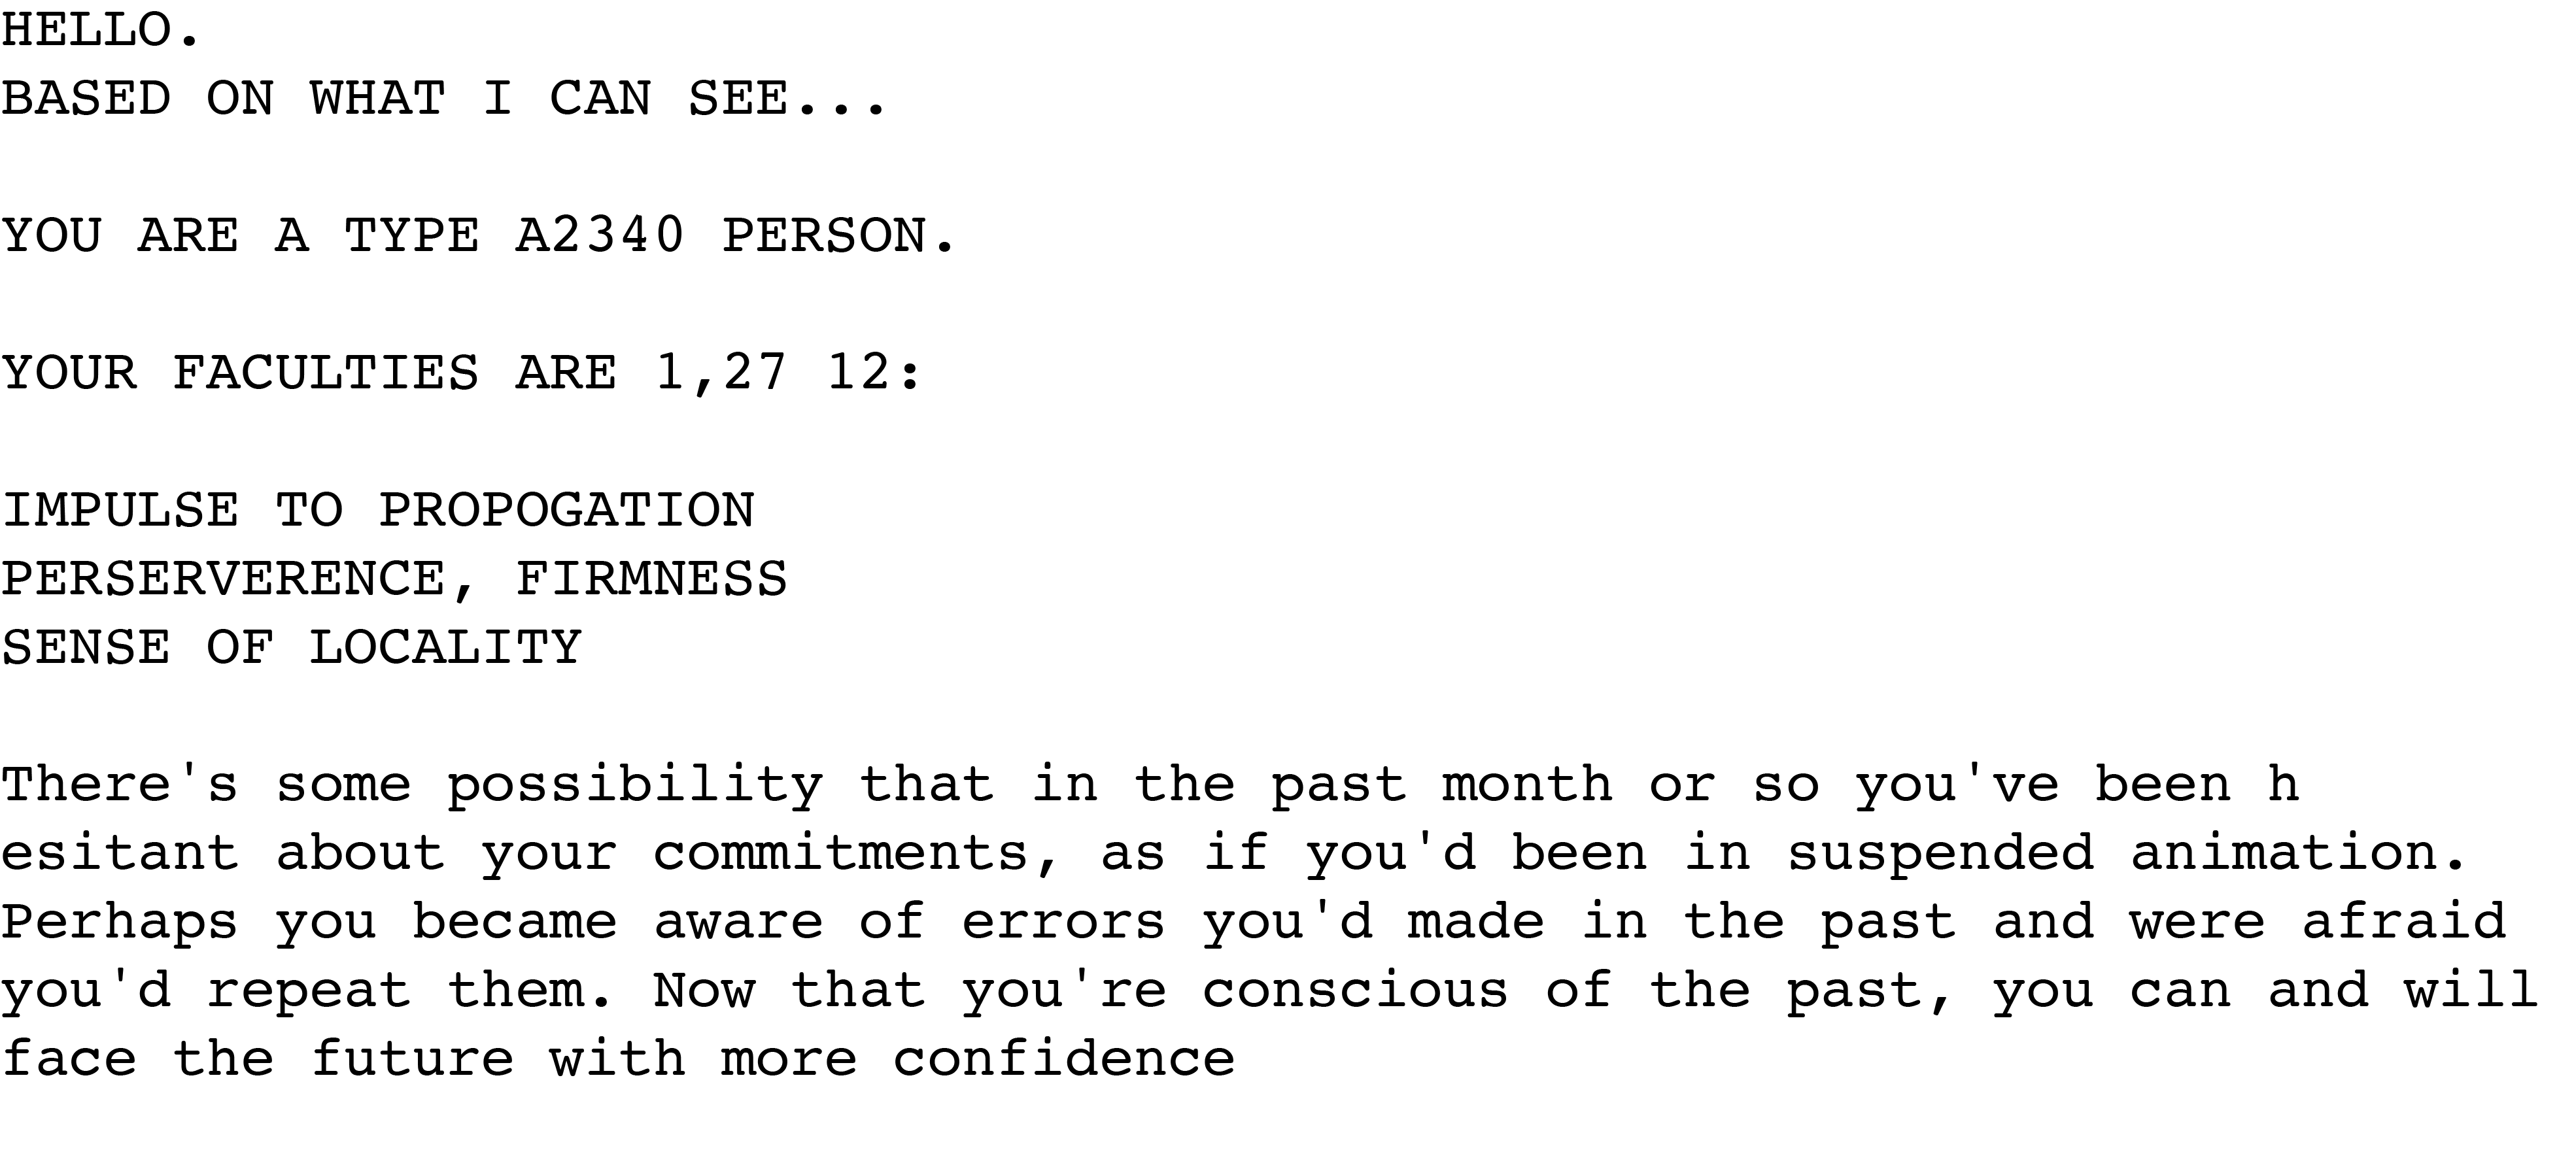 HELLO.
BASED ON WHAT I CAN SEE...
YOU ARE A TYPE A2340 PERSON.
YOUR FACULTIES ARE 1,27 12:
IMPULSE TO PROPOGATION
PERSERVERENCE, FIRMNESS
SENSE OF LOCALITY
There's some possibility that in the past month or so you've been h
esitant about your commitments, as if you'd been in suspended animation.
Perhaps you became aware of errors you'd made in the past and were afraid
you'd repeat them. Now that you're conscious of the past, you can and will
face the future with more confidence